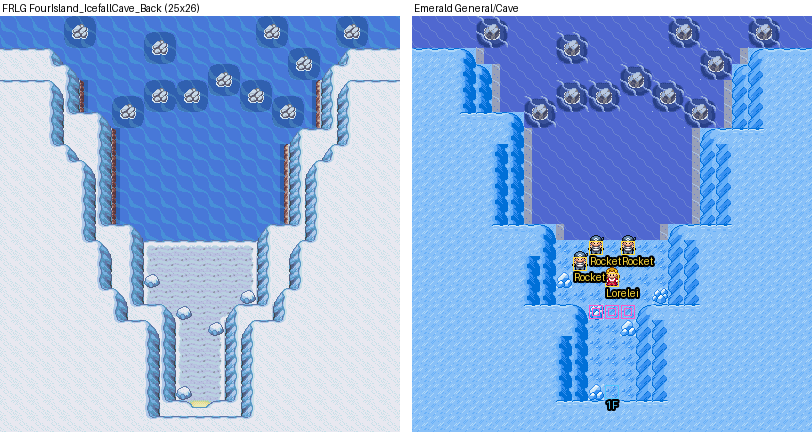 FRLG FourIsland_IcefallCave_Back (25x26)
Emerald General/Cave
Rocket
Rocket
Rocket
Lorelei
1F